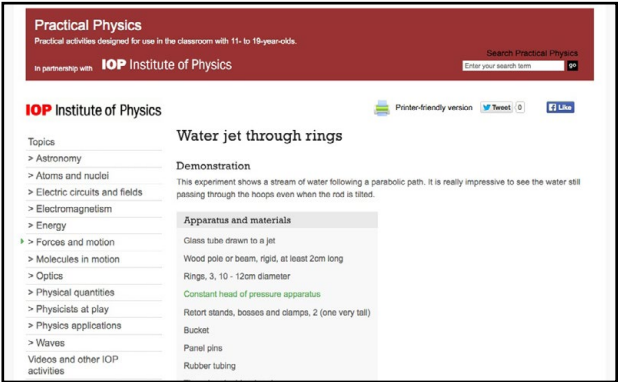 Practical Physics
Practical activities designed for use in the classroom with 11- to 19-year-olds.
In partnership with IOP Institute of Physics
Search Practical Physics
Enter your search term go
IOP Institute of Physics
Printer-friendly version Tweet 0 Like
Topics
> Astronomy
> Atoms and nuclei
> Electric circuits and fields
> Electromagnetism
> Energy
> Forces and motion
> Molecules in motion
> Optics
> Physical quantities
> Physicists at play
> Physics applications
> Waves
Videos and other IOP
activities
Water jet through rings
Demonstration
This experiment shows a stream of water following a parabolic path. It is really impressive to see the water still
passing through the hoops even when the rod is tilted.
Apparatus and materials
Glass tube drawn to a jet
Wood pole or beam, rigid, at least 2cm long
Rings, 3, 10 - 12cm diameter
Constant head of pressure apparatus
Retort stands, bosses and clamps, 2 (one very tall)
Bucket
Panel pins
Rubber tubing